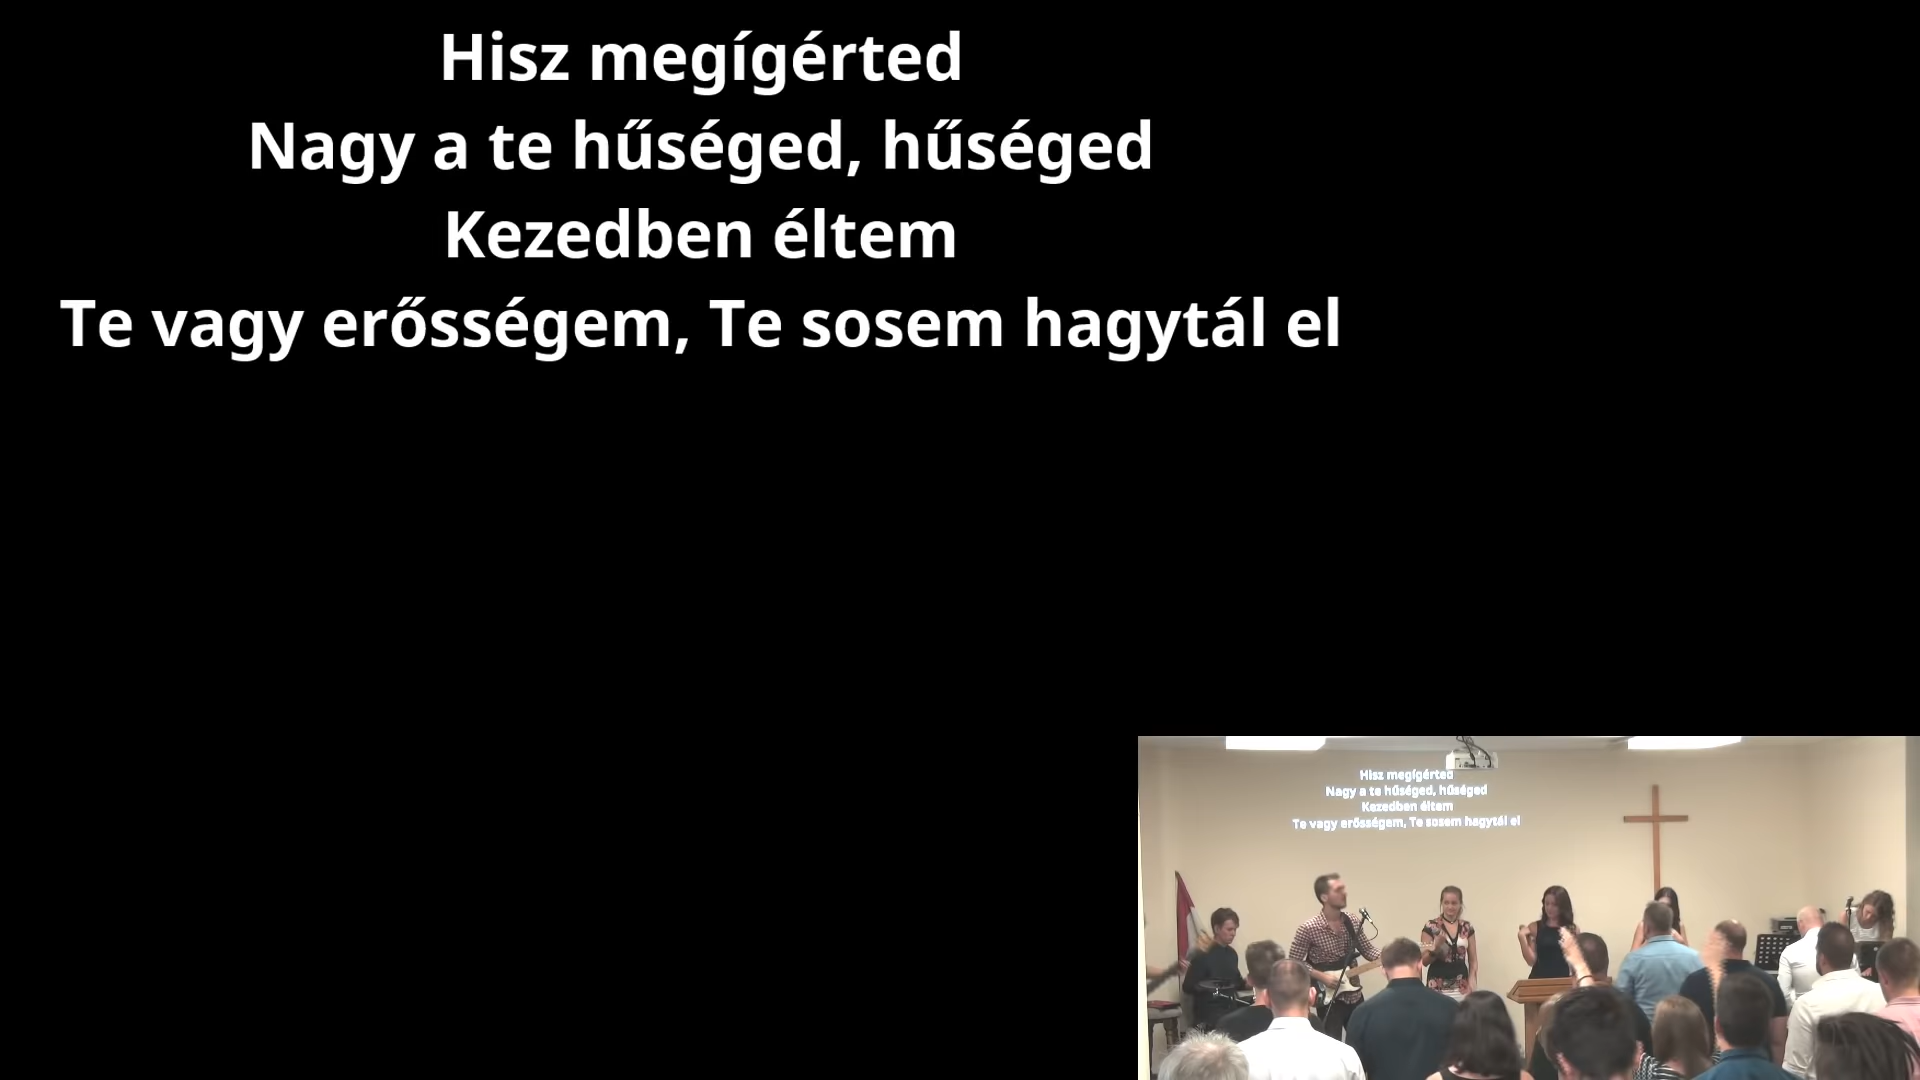 Hisz megígérted
Nagy a te hűséged, hűséged
Kezedben éltem
Te vagy erősségem, Te sosem hagytál el
Hisz megígérted
Nagy a te hűséged, hűséged
Kezedben éltem
Te vagy erősségem, Te sosem hagytál el